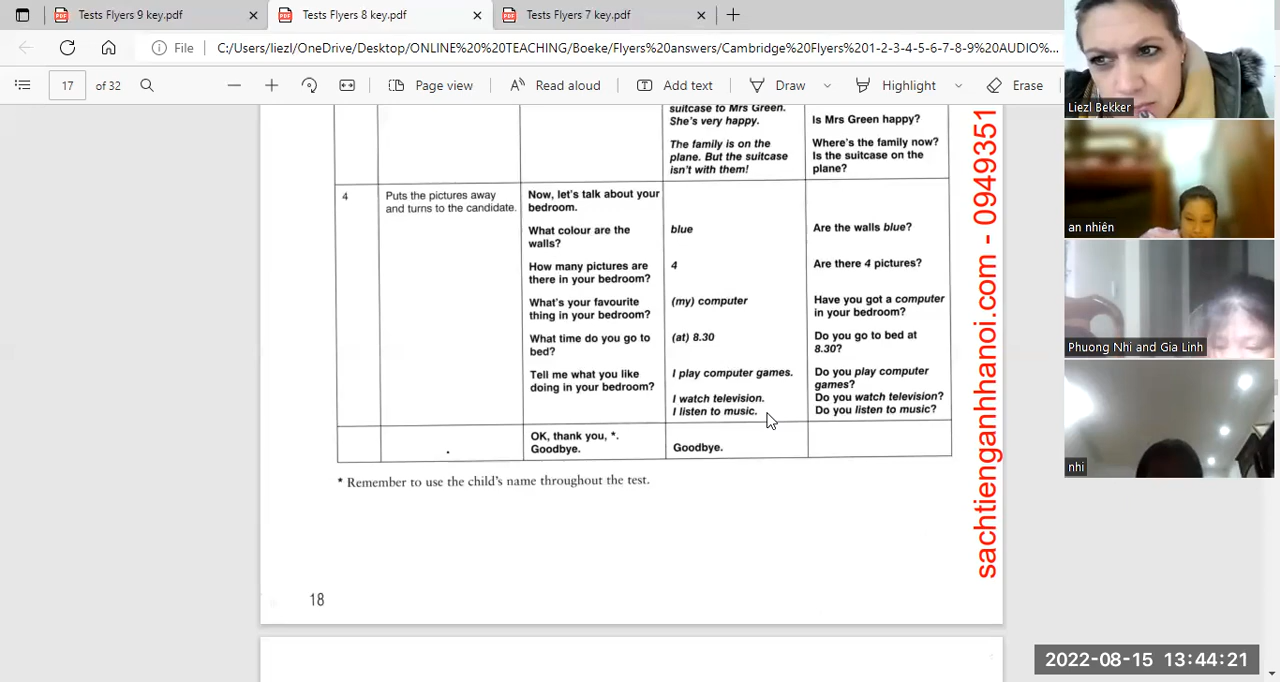 Tests Flyers 9 key.pdf
Tests Flyers 8 key.pdf
Tests Flyers 7 key.pdf
File
C:/Users/liezl/OneDrive/Desktop/ONLINE%20%20TEACHING/Boeke/Flyers%20answers/Cambridge%20Flyers%201-2-3-4-5-6-7-8-9%20AUDIO%...
17 of 32
Page view
Read aloud
Add text
Draw
Highlight
Erase
suitcase to Mrs Green.
She's very happy.
The family is on the
plane. But the suitcase
isn't with them!
Is Mrs Green happy?
Where's the family now?
Is the suitcase on the
plane?
4
Puts the pictures away
and turns to the candidate.
Now, let's talk about your
bedroom.
What colour are the
walls?
blue
Are the walls blue?
How many pictures are
there in your bedroom?
4
Are there 4 pictures?
What's your favourite
thing in your bedroom?
(my) computer
Have you got a computer
in your bedroom?
What time do you go to
bed?
(at) 8.30
Do you go to bed at
8.30?
Tell me what you like
doing in your bedroom?
I play computer games.
I watch television.
I listen to music.
Do you play computer
games?
Do you watch television?
Do you listen to music?
OK, thank you, *.
Goodbye.
Goodbye.
* Remember to use the child's name throughout the test.
18
sachtienganhhanoi.com - 0949351
Liezl Bekker
an nhiên
Phuong Nhi and Gia Linh
nhi
2022-08-15 13:44:21